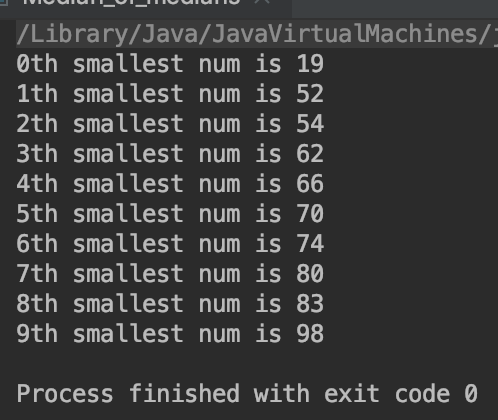 Median_of_medians
/Library/Java/JavaVirtualMachines/
0th smallest num is 19
1th smallest num is 52
2th smallest num is 54
3th smallest num is 62
4th smallest num is 66
5th smallest num is 70
6th smallest num is 74
7th smallest num is 80
8th smallest num is 83
9th smallest num is 98
Process finished with exit code 0